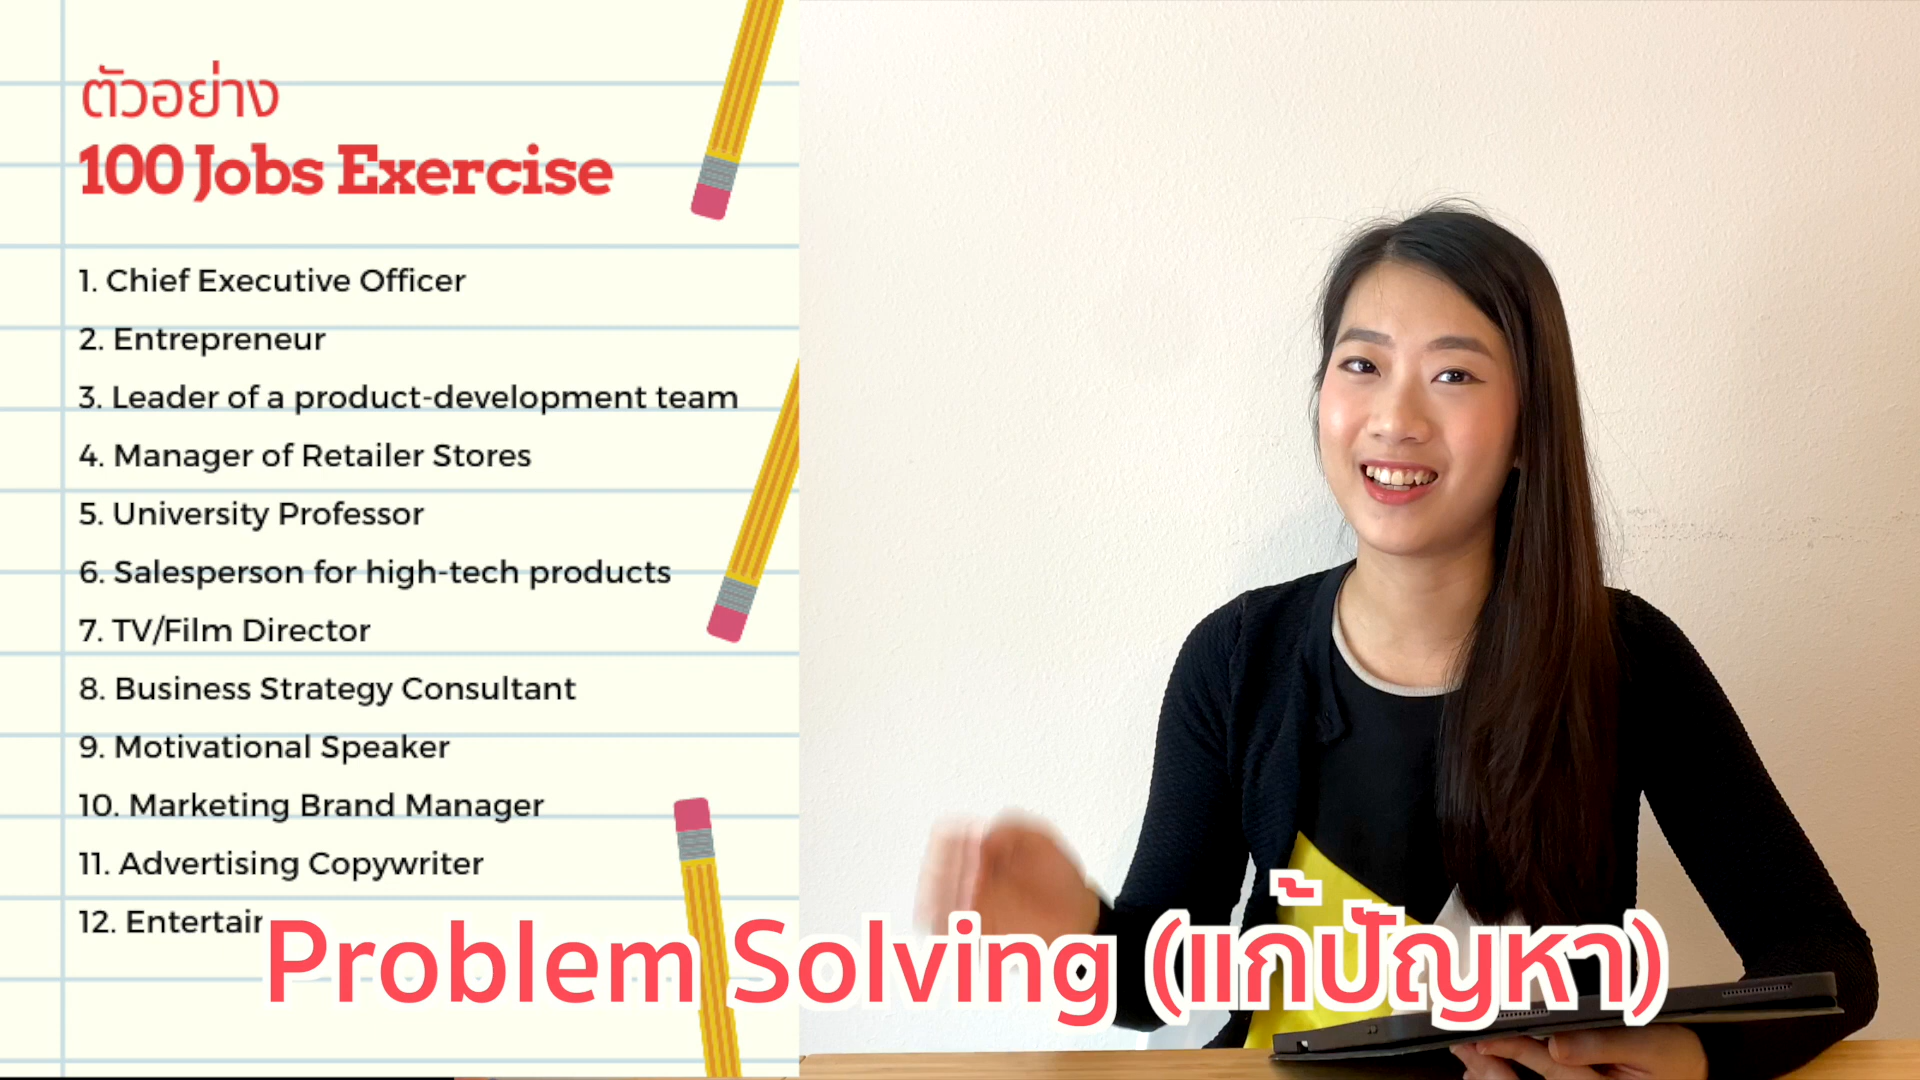 ตัวอย่าง
100 Jobs Exercise
1. Chief Executive Officer
2. Entrepreneur
3. Leader of a product-development team
4. Manager of Retailer Stores
5. University Professor
6. Salesperson for high-tech products
7. TV/Film Director
8. Business Strategy Consultant
9. Motivational Speaker
10. Marketing Brand Manager
11. Advertising Copywriter
12.
Problem Solving (แก้ปัญหา)